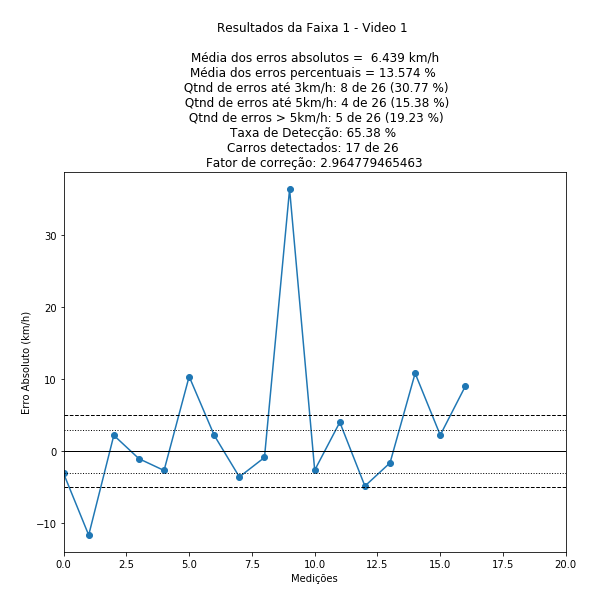 Resultados da Faixa 1 - Video 1
Média dos erros absolutos =  6.439 km/h
Média dos erros percentuais = 13.574 %
Qtnd de erros até 3km/h: 8 de 26 (30.77 %)
Qtnd de erros até 5km/h: 4 de 26 (15.38 %)
Qtnd de erros > 5km/h: 5 de 26 (19.23 %)
Taxa de Detecção: 65.38 %
Carros detectados: 17 de 26
Fator de correção: 2.964779465463
Erro Absoluto (km/h)
30
20
10
0
−10
0.0 2.5 5.0 7.5 10.0 12.5 15.0 17.5 20.0
Medições